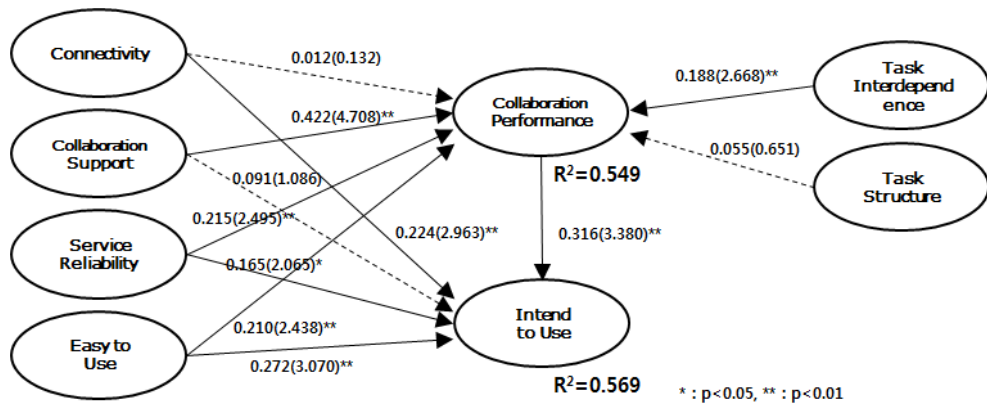 Connectivity
0.012(0.132)
Collaboration
Performance
0.188(2.668)**
Task
Interdepend
ence
Collaboration
Support
0.422(4.708)**
0.055(0.651)
0.091(1.086)
R²=0.549
Task
Structure
Service
Reliability
0.215(2.495)**
0.224(2.963)**
0.316(3.380)**
0.165(2.065)*
Intend
to Use
Easy to
Use
0.210(2.438)**
0.272(3.070)**
R²=0.569
* : p<0.05, ** : p<0.01